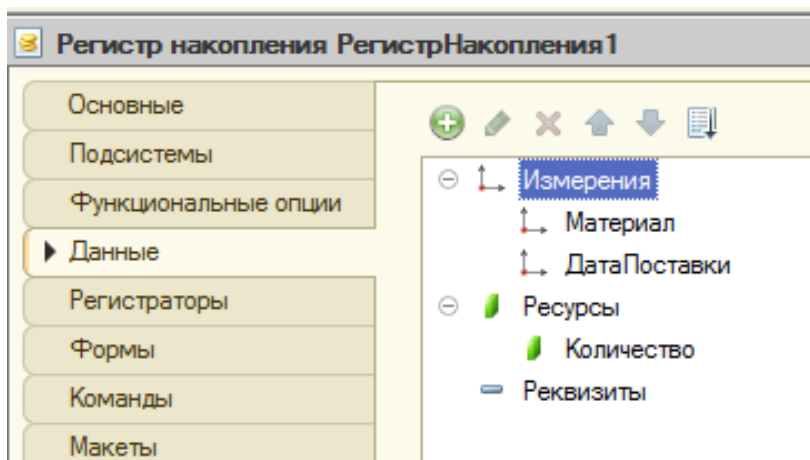 Регистр накопления РегистрНакопления1
Основные
Подсистемы
Функциональные опции
Данные
Регистраторы
Формы
Команды
Макеты
Измерения
Материал
ДатаПоставки
Ресурсы
Количество
Реквизиты